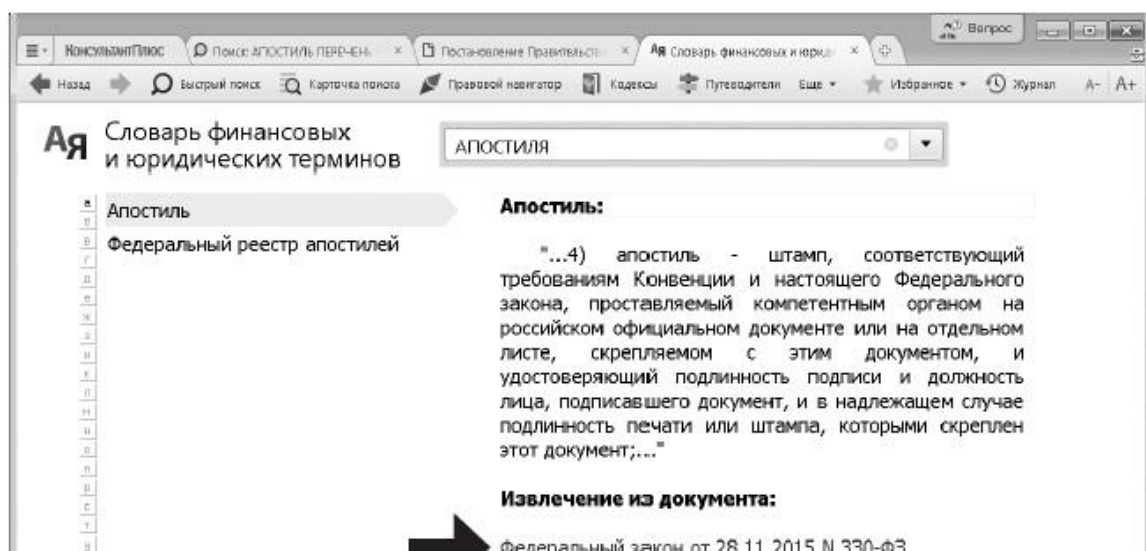 Вопрос
КонсультантПлюс Поиск: АПОСТИЛЬ ПЕРЕЧЕНЬ Постановление Правительст Ая Словарь финансовых и юрид
Назад Быстрый поиск Карточка поиска Правовой навигатор Кодексы Путеводители Еще Избранное Журнал А- А+
Ая Словарь финансовых
и юридических терминов
АПОСТИЛЯ
Апостиль
Федеральный реестр апостилей
Апостиль:
"...4) апостиль - штамп, соответствующий
требованиям Конвенции и настоящего Федерального
закона, проставляемый компетентным органом на
российском официальном документе или на отдельном
листе, скрепляемом с этим документом, и
удостоверяющий подлинность подписи и должность
лица, подписавшего документ, и в надлежащем случае
подлинность печати или штампа, которыми скреплен
этот документ;..."
Извлечение из документа:
Федеральный закон от 28.11.2015 N 330-ФЗ